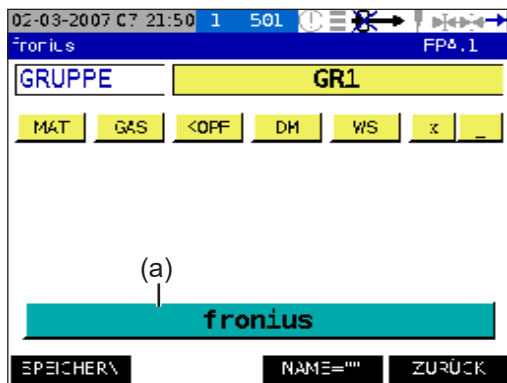 02-03-2007 07 21:50 1 501
fronius FPA.1
GRUPPE GR1
MAT GAS KOPF DM WS x _
(a)
fronius
SPEICHERN NAME="" ZURÜCK